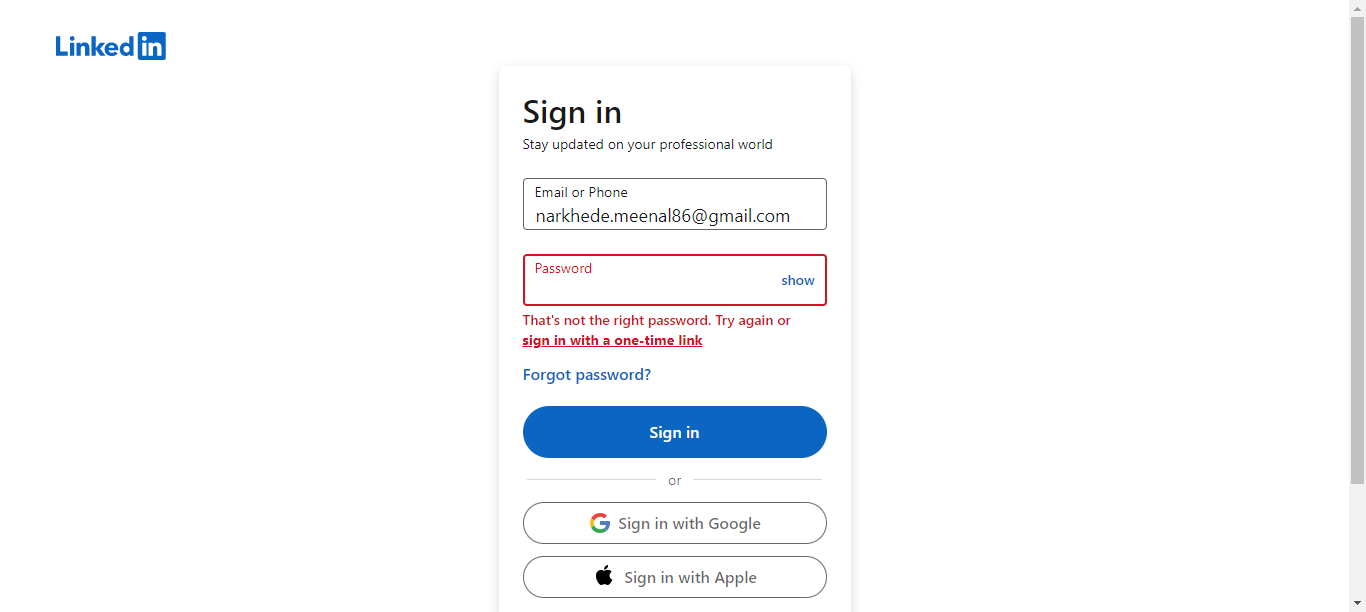 Linked in
Sign in
Stay updated on your professional world
Email or Phone
narkhede.meenal86@gmail.com
Password
show
That's not the right password. Try again or
sign in with a one-time link
Forgot password?
Sign in
or
Sign in with Google
Sign in with Apple